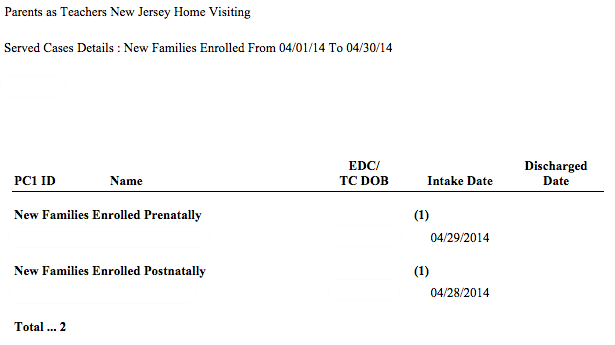 Parents as Teachers New Jersey Home Visiting
Served Cases Details : New Families Enrolled From 04/01/14 To 04/30/14
EDC/ Discharged
PC1 ID Name TC DOB Intake Date Date
New Families Enrolled Prenatally (1)
04/29/2014
New Families Enrolled Postnatally (1)
04/28/2014
Total ... 2